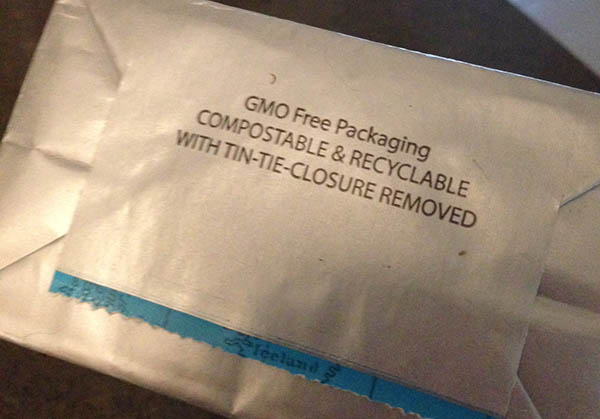 GMO Free Packaging
COMPOSTABLE & RECYCLABLE
WITH TIN-TIE-CLOSURE REMOVED